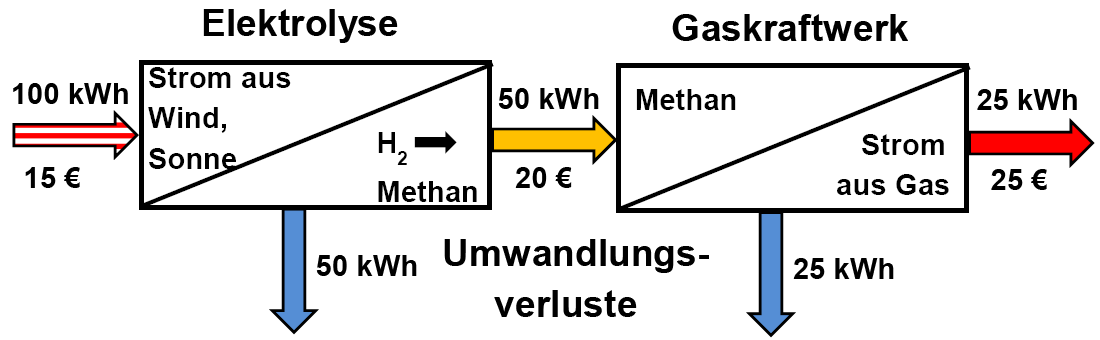 Elektrolyse
Gaskraftwerk
100 kWh
15 €
Strom aus
Wind,
Sonne
H2
Methan
50 kWh
20 €
Methan
Strom
aus Gas
25 kWh
25 €
50 kWh
Umwandlungs-
verluste
25 kWh